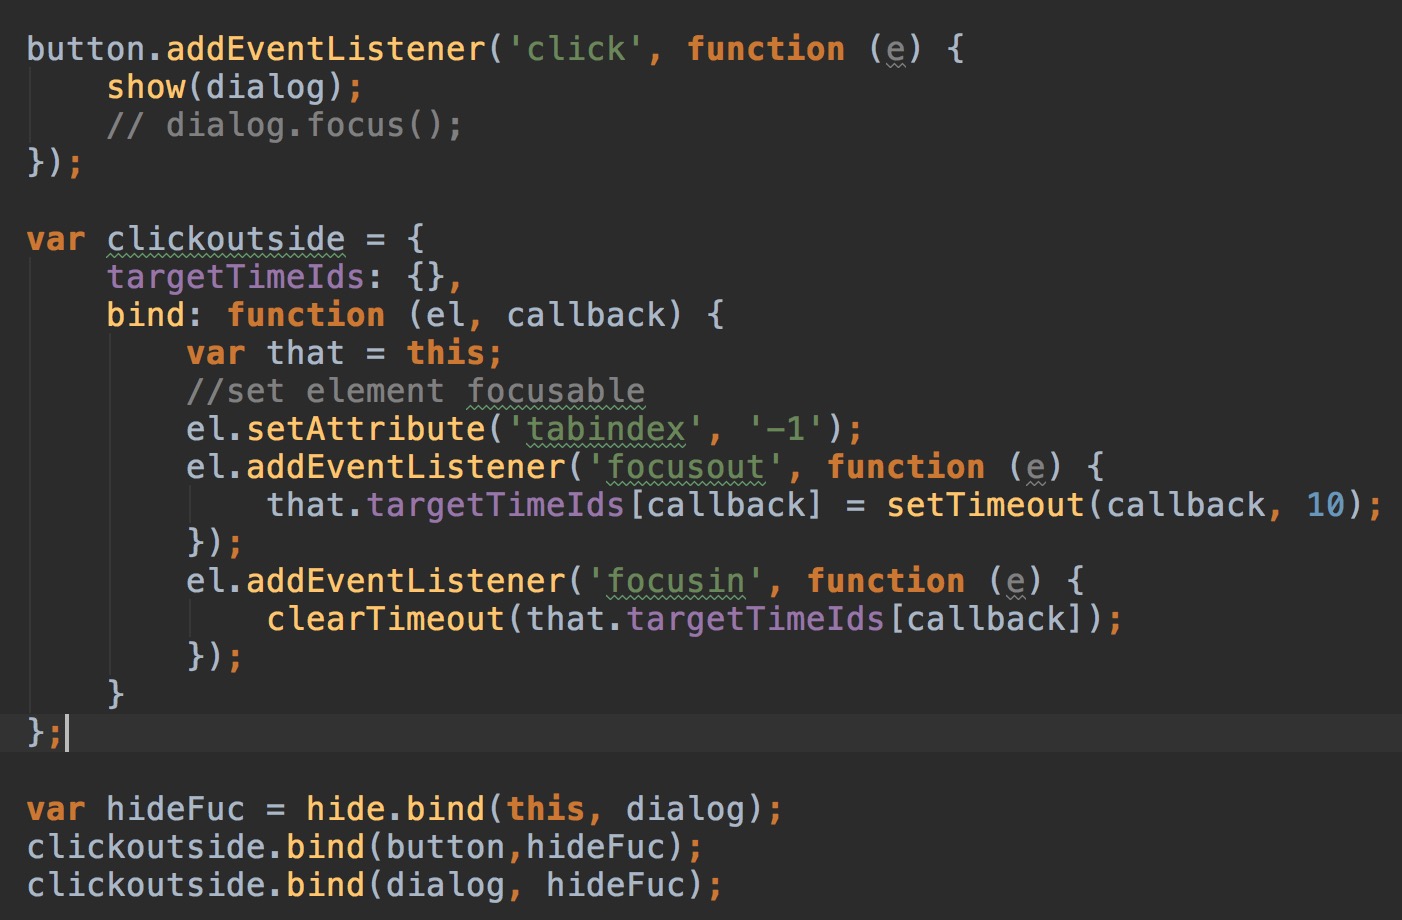 button.addEventListener('click', function (e) {
    show(dialog);
    // dialog.focus();
});

var clickoutside = {
    targetTimeIds: {},
    bind: function (el, callback) {
        var that = this;
        //set element focusable
        el.setAttribute('tabindex', '-1');
        el.addEventListener('focusout', function (e) {
            that.targetTimeIds[callback] = setTimeout(callback, 10);
        });
        el.addEventListener('focusin', function (e) {
            clearTimeout(that.targetTimeIds[callback]);
        });
    }
};

var hideFuc = hide.bind(this, dialog);
clickoutside.bind(button,hideFuc);
clickoutside.bind(dialog, hideFuc);